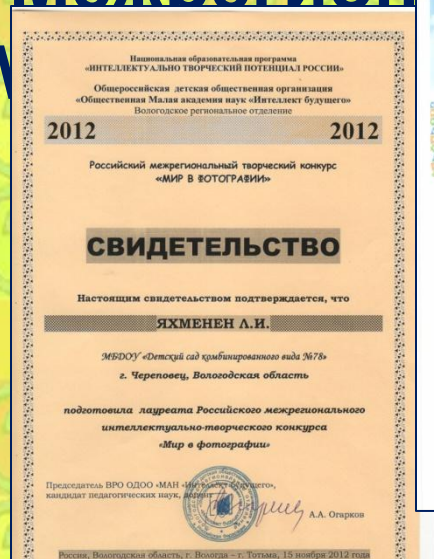 Национальная образовательная программа
«ИНТЕЛЛЕКТУАЛЬНО ТВОРЧЕСКИЙ ПОТЕНЦИАЛ РОССИИ»
Общероссийская детская общественная организация
«Общественная Малая академия наук «Интеллект будущего»
Вологодское региональное отделение
2012 2012
Российский межрегиональный творческий конкурс
«МИР В ФОТОГРАФИИ»
СВИДЕТЕЛЬСТВО
Настоящим свидетельством подтверждается, что
ЯХМЕНЕН Л.И.
МБДОУ «Детский сад комбинированного вида №78»
г. Череповец, Вологодская область
подготовила лауреата Российского межрегионального
интеллектуально-творческого конкурса
«Мир в фотографии»
Председатель ВРО ОДОО «МАН «Интеллект будущего»,
кандидат педагогических наук, доцент
А.А. Огарков
Россия, Вологодская область, г. Вологда – г. Тотьма, 15 ноября 2012 года